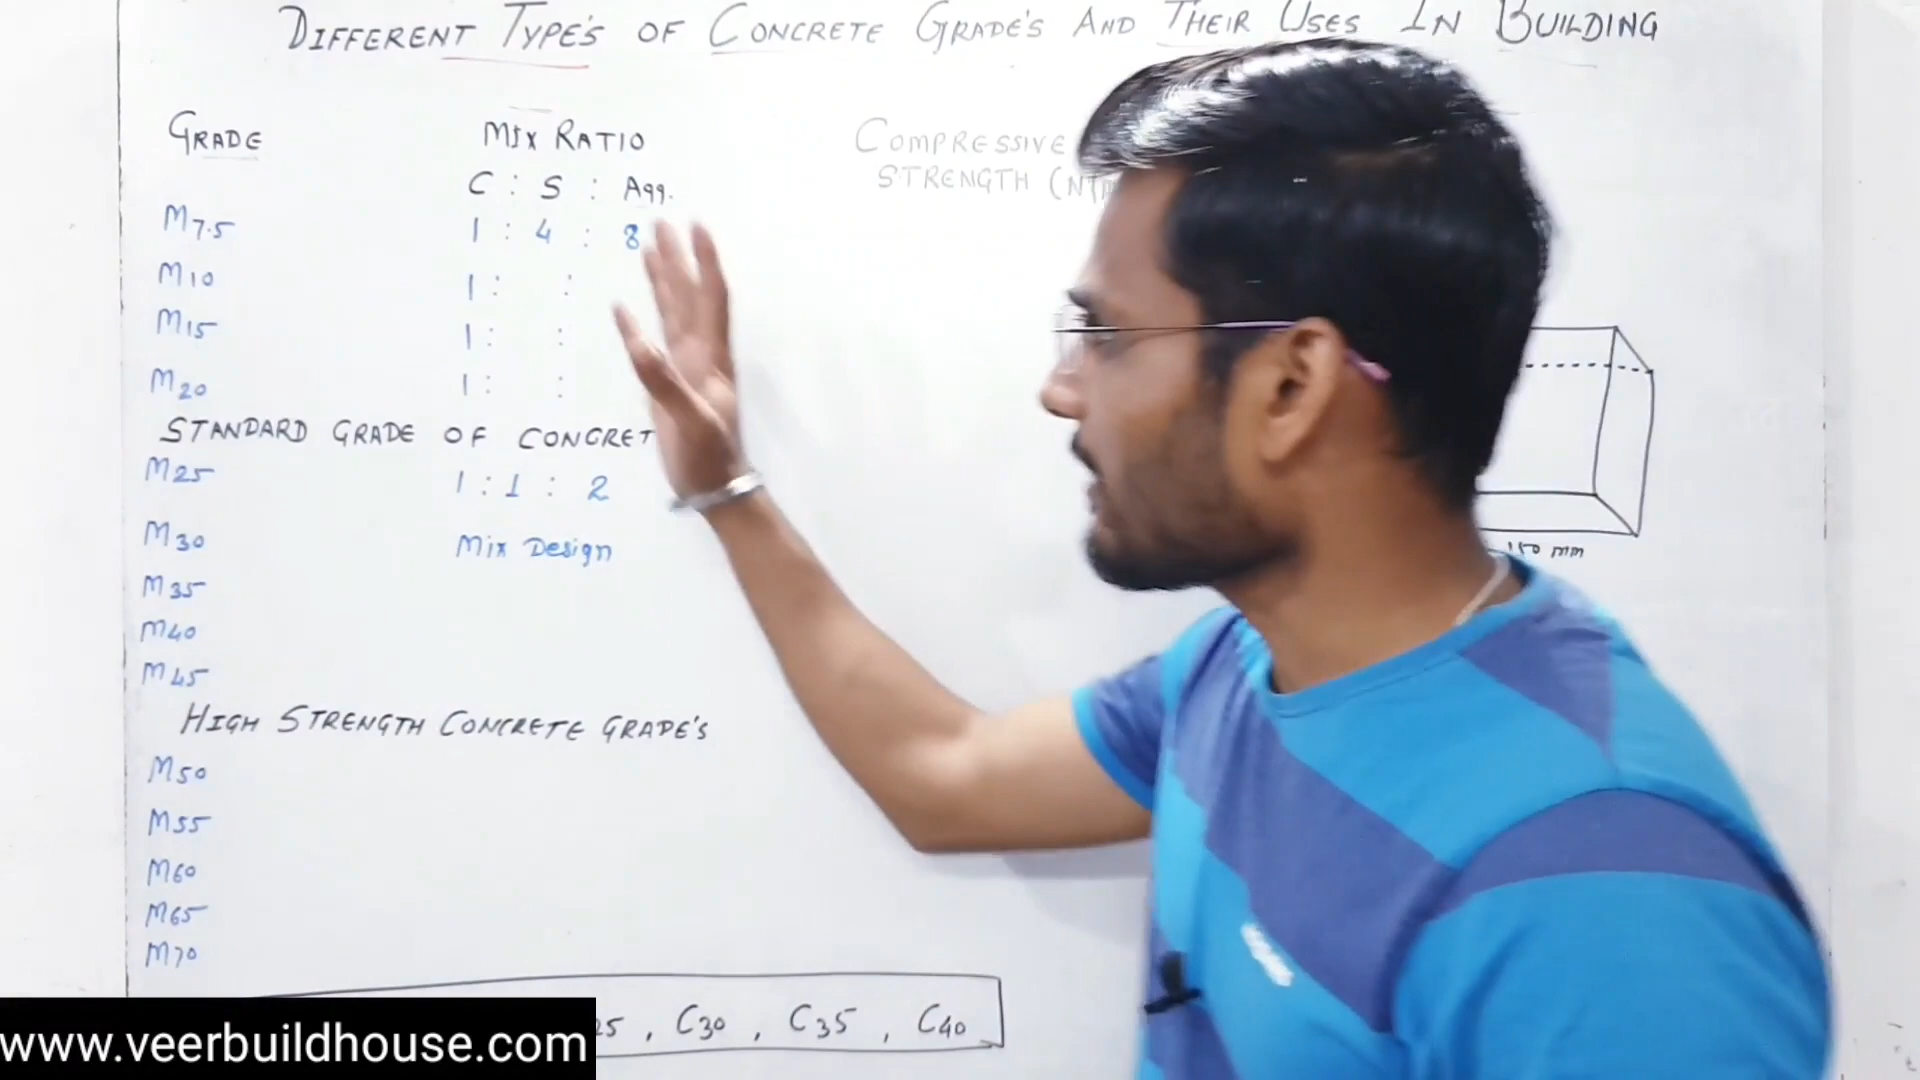 DIFFERENT TYPE'S OF CONCRETE GRADE'S AND THEIR USES IN BUILDING
GRADE MIX RATIO COMPRESSIVE
C : S : Agg. STRENGTH
M7.5 1 : 4 : 8
M10 1 : :
M15 1 : :
M20 1 : :
STANDARD GRADE OF CONCRET
M25 1 : 1 : 2
M30 Mix Design
M35
M40
M45
HIGH STRENGTH CONCRETE GRADE'S
M50
M55
M60
M65
M70
25 , C30 , C35 , C40
150 mm
www.veerbuildhouse.com